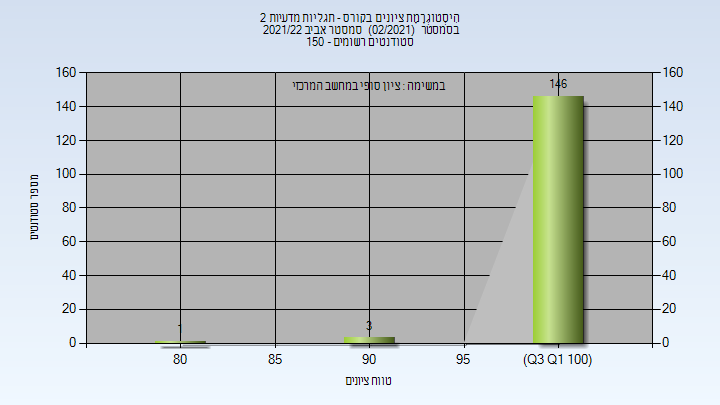 היסטוגרמת ציונים בקורס - תגליות מדעיות 2
בסמסטר (02/2021) סמסטר אביב 2021/22
סטודנטים רשומים - 150
במשימה : ציון סופי במחשב המרכזי
160 160
140 140
120 120
100 100
80 80
60 60
40 40
20 20
0 0
146
3
1
מספר סטודנטים
80 85 90 95 (Q3 Q1 100)
טווח ציונים